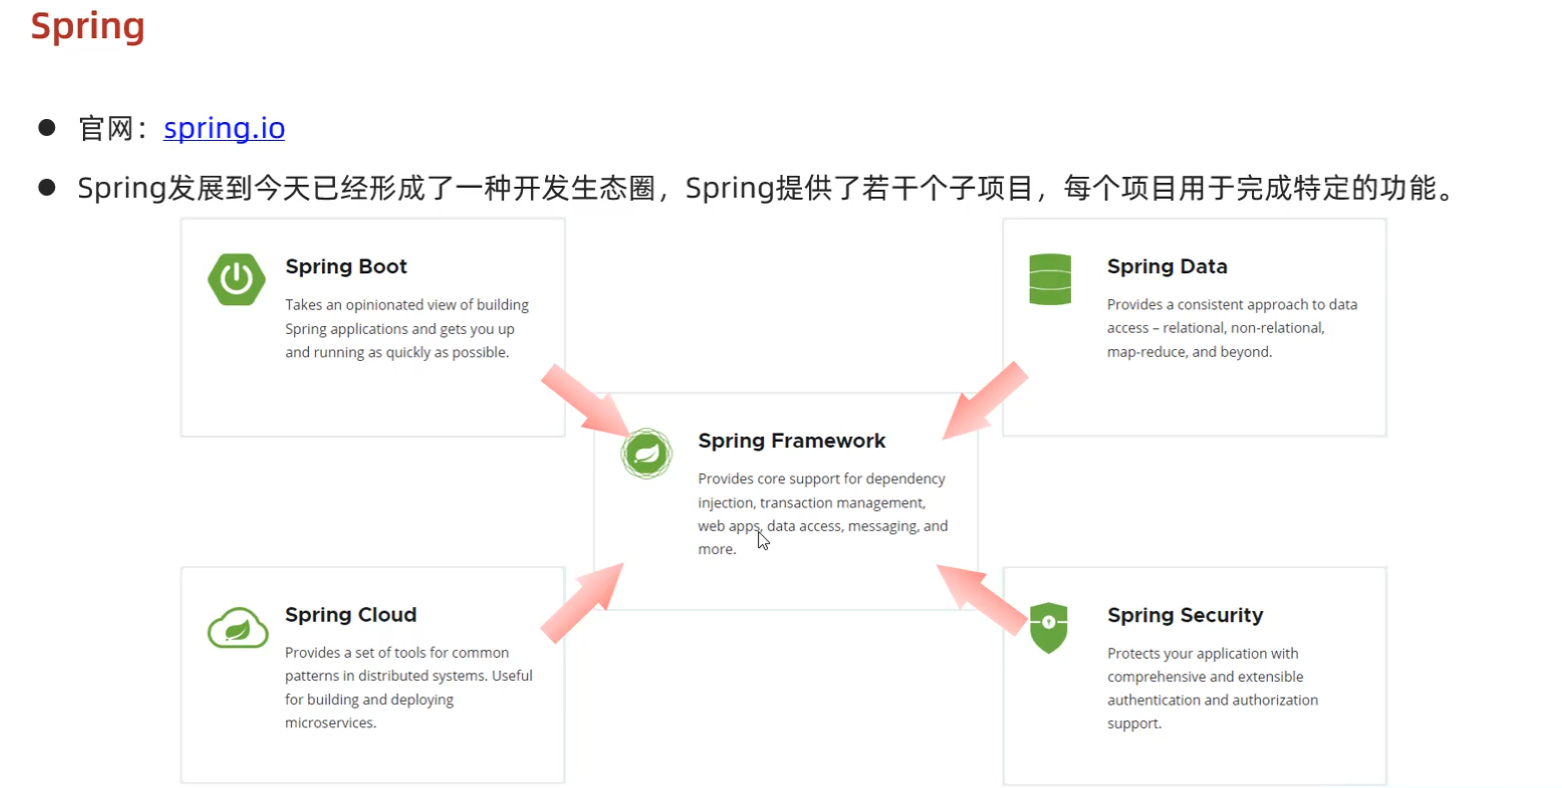 Spring
● 官网：spring.io
● Spring发展到今天已经形成了一种开发生态圈，Spring提供了若干个子项目，每个项目用于完成特定的功能。
Spring Boot
Takes an opinionated view of building
Spring applications and gets you up
and running as quickly as possible.
Spring Data
Provides a consistent approach to data
access – relational, non-relational,
map-reduce, and beyond.
Spring Framework
Provides core support for dependency
injection, transaction management,
web apps, data access, messaging, and
more.
Spring Cloud
Provides a set of tools for common
patterns in distributed systems. Useful
for building and deploying
microservices.
Spring Security
Protects your application with
comprehensive and extensible
authentication and authorization
support.